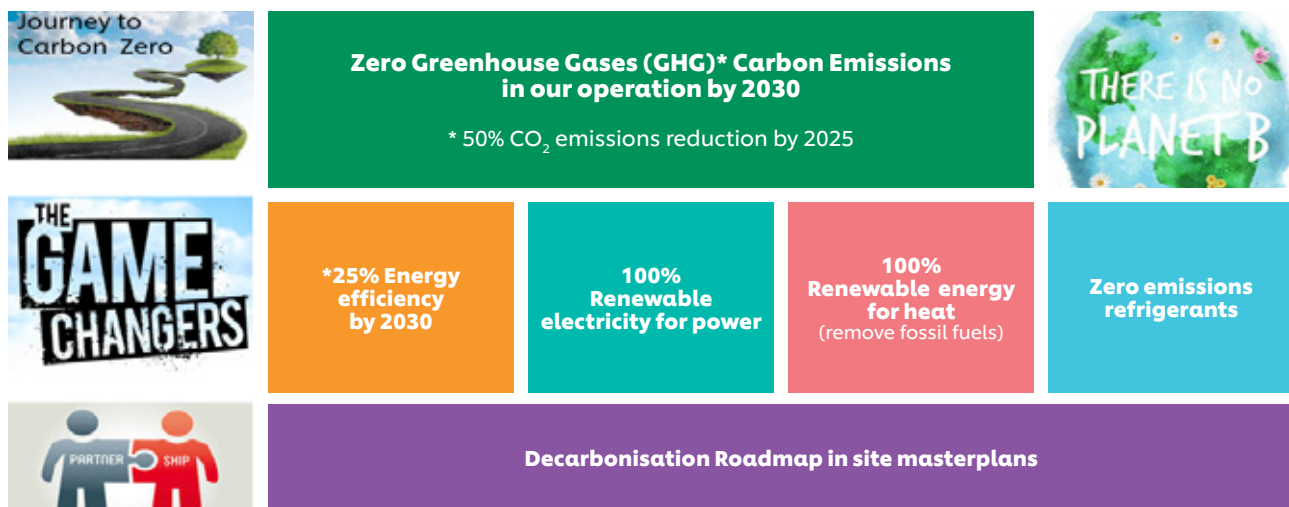 Journey to
Carbon Zero
Zero Greenhouse Gases (GHG)* Carbon Emissions
in our operation by 2030
* 50% CO₂ emissions reduction by 2025
THERE IS NO
PLANET B
THE
GAME
CHANGERS
*25% Energy
efficiency
by 2030
100%
Renewable
electricity for power
100%
Renewable energy
for heat
(remove fossil fuels)
Zero emissions
refrigerants
PARTNER SHIP
Decarbonisation Roadmap in site masterplans